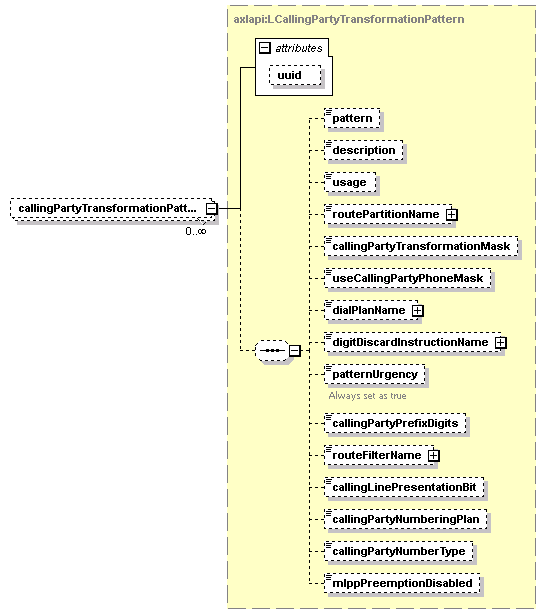 axlapi:LCallingPartyTransformationPattern
attributes
uuid
pattern
description
usage
routePartitionName
callingPartyTransformationPatt...
0..∞
callingPartyTransformationMask
useCallingPartyPhoneMask
dialPlanName
digitDiscardInstructionName
patternUrgency
Always set as true
callingPartyPrefixDigits
routeFilterName
callingLinePresentationBit
callingPartyNumberingPlan
callingPartyNumberType
mlppPreemptionDisabled